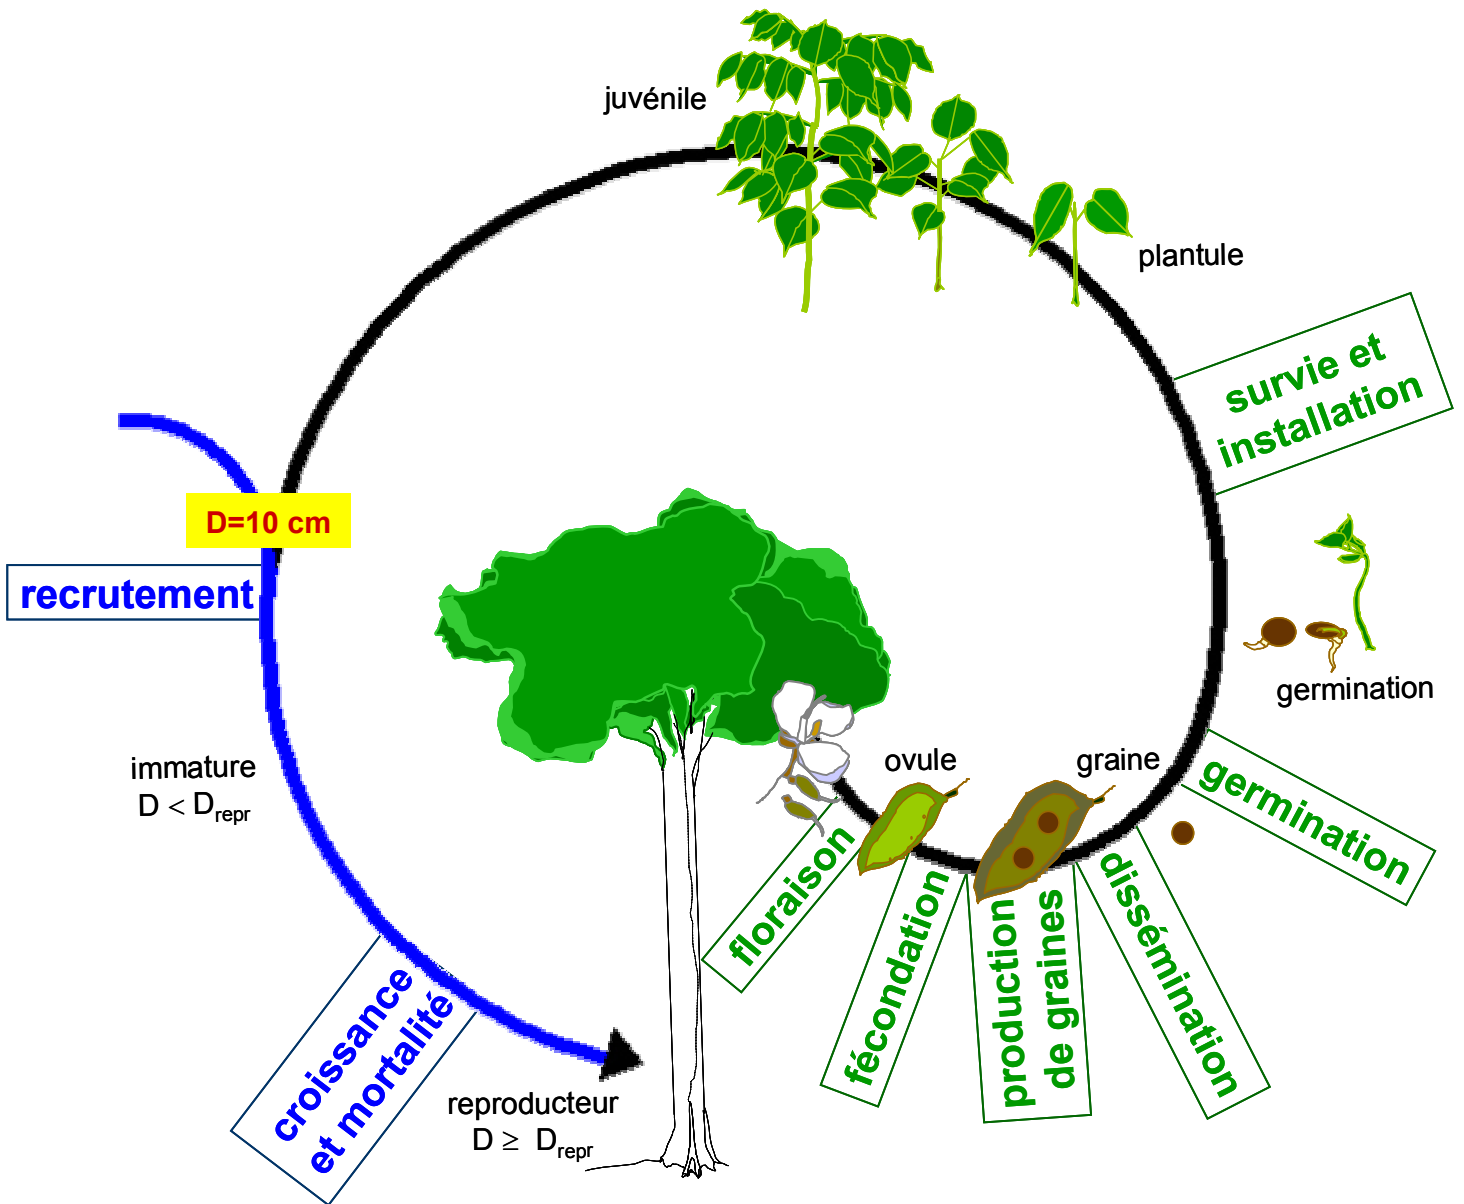 juvénile
plantule
survie et
installation
D=10 cm
recrutement
germination
immature
D < Drepr
ovule
graine
germination
floraison
fécondation
production
de graines
dissémination
croissance
et mortalité
reproducteur
D ≥ Drepr